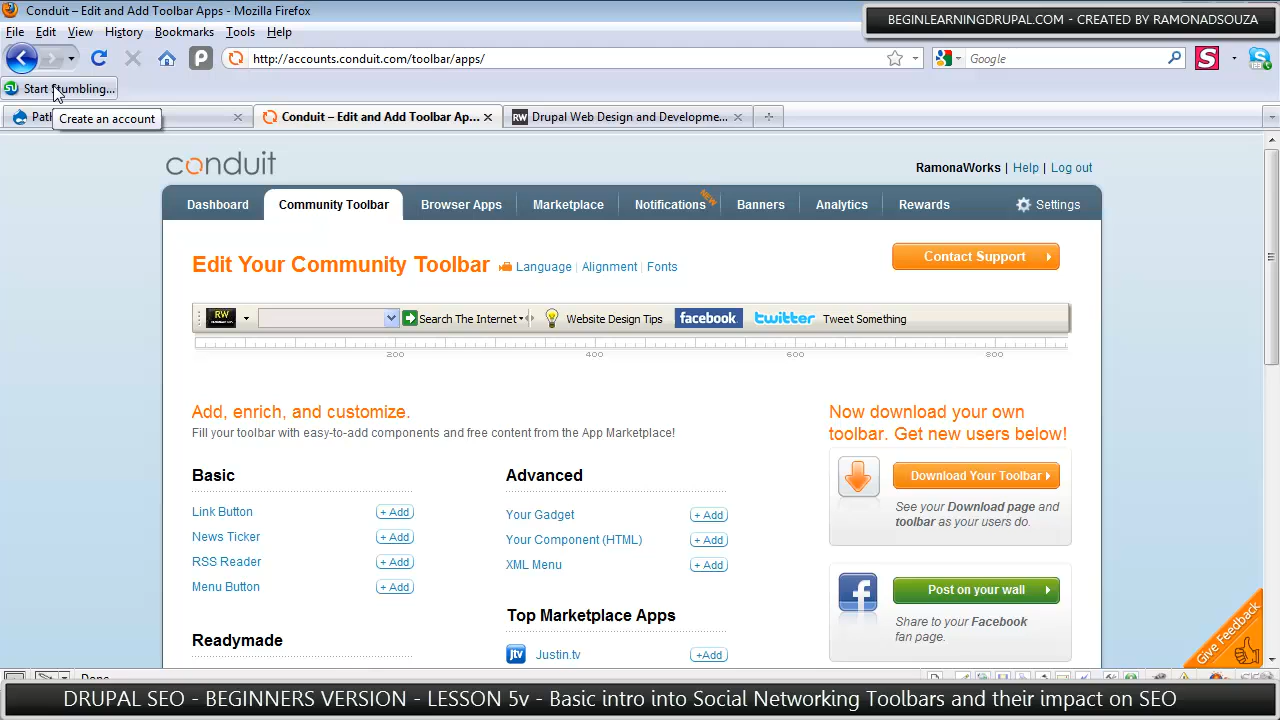 Conduit – Edit and Add Toolbar Apps - Mozilla Firefox
BEGINLEARNINGDRUPAL.COM - CREATED BY RAMONADSOUZA
File Edit View History Bookmarks Tools Help
P http://accounts.conduit.com/toolbar/apps/ Google S
Start Stumbling...
Path Conduit – Edit and Add Toolbar Ap... RW Drupal Web Design and Developme...
Create an account
conduit
RamonaWorks | Help | Log out
Dashboard Community Toolbar Browser Apps Marketplace Notifications Banners Analytics Rewards Settings
Edit Your Community Toolbar Language | Alignment | Fonts
Contact Support
RW Search The Internet Website Design Tips facebook twitter Tweet Something
200 400 600 800
Add, enrich, and customize.
Fill your toolbar with easy-to-add components and free content from the App Marketplace!
Now download your own
toolbar. Get new users below!
Basic
Link Button + Add
News Ticker + Add
RSS Reader + Add
Menu Button + Add
Readymade
Advanced
Your Gadget + Add
Your Component (HTML) + Add
XML Menu + Add
Top Marketplace Apps
jtv Justin.tv +Add
Download Your Toolbar
See your Download page and
toolbar as your users do.
Post on your wall
Share to your Facebook
fan page.
Give Feedback
Done
DRUPAL SEO - BEGINNERS VERSION - LESSON 5v - Basic intro into Social Networking Toolbars and their impact on SEO